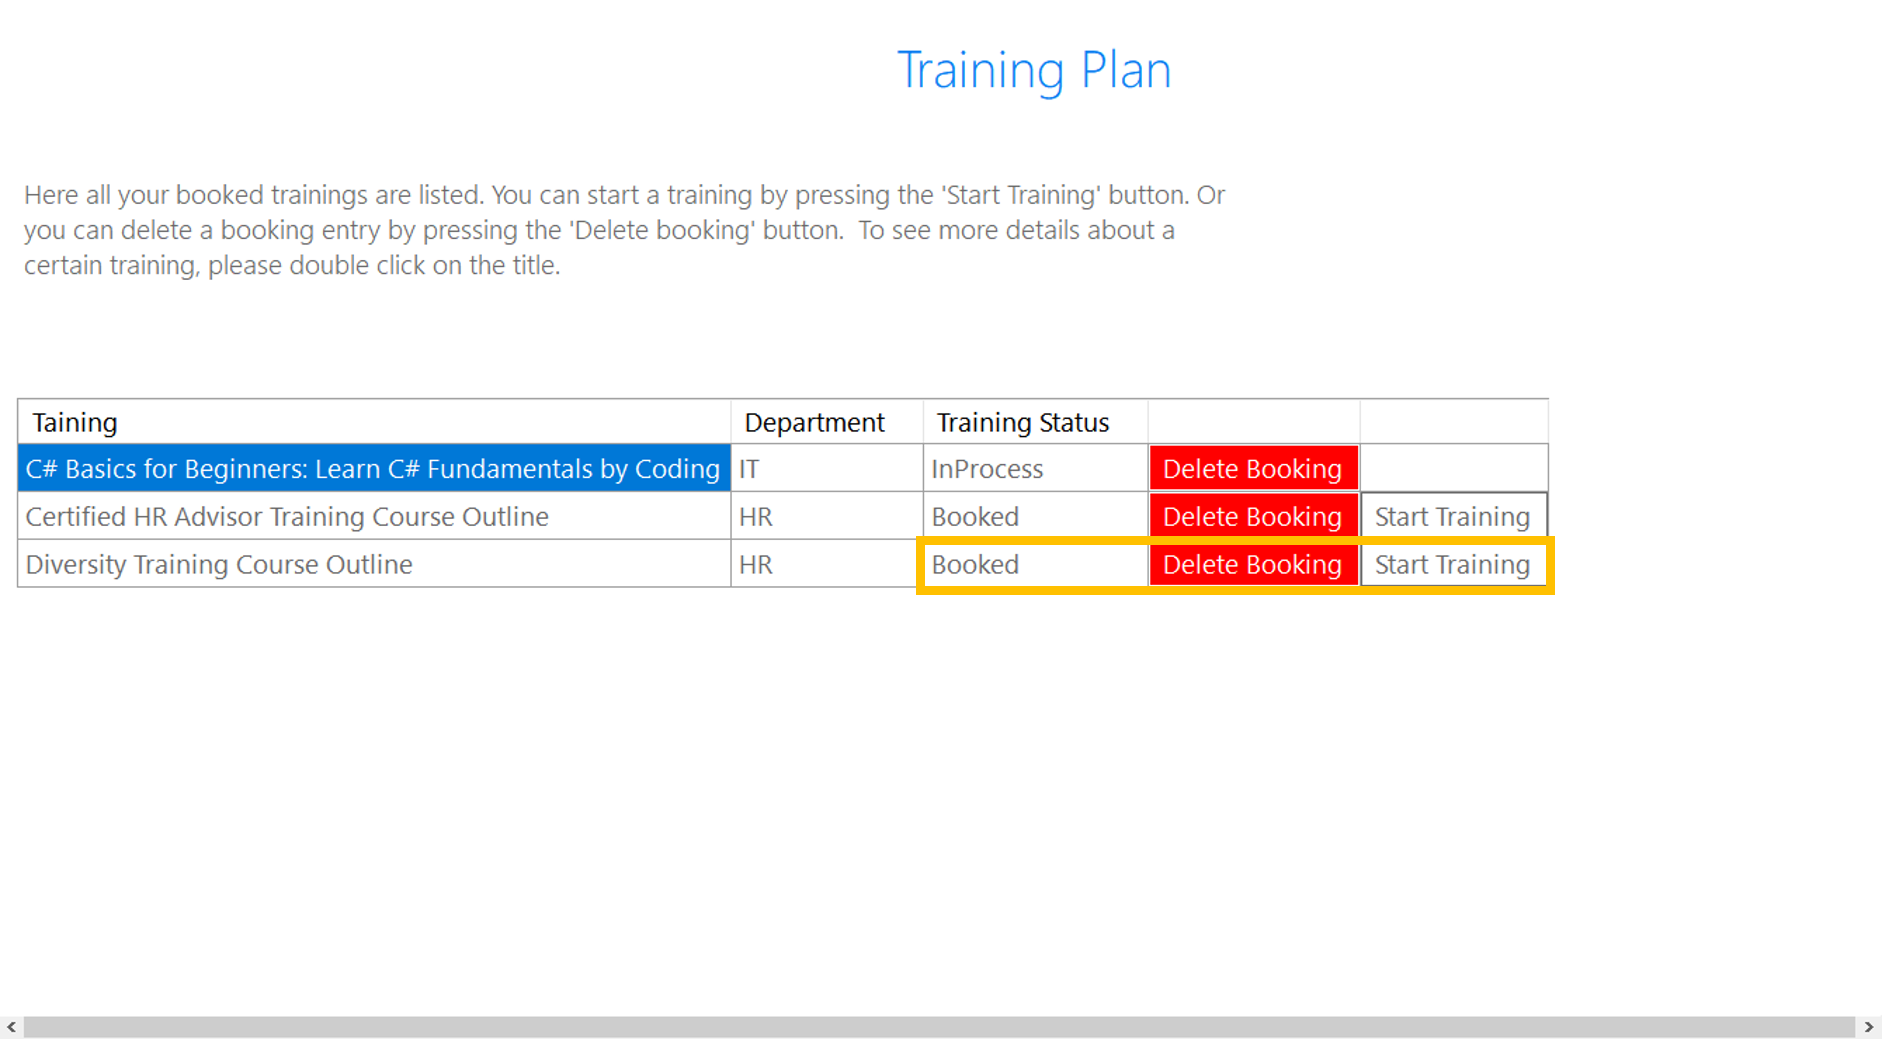 Training Plan
Here all your booked trainings are listed. You can start a training by pressing the 'Start Training' button. Or
you can delete a booking entry by pressing the 'Delete booking' button.  To see more details about a
certain training, please double click on the title.
Taining Department Training Status
C# Basics for Beginners: Learn C# Fundamentals by Coding IT InProcess Delete Booking
Certified HR Advisor Training Course Outline HR Booked Delete Booking Start Training
Diversity Training Course Outline HR Booked Delete Booking Start Training